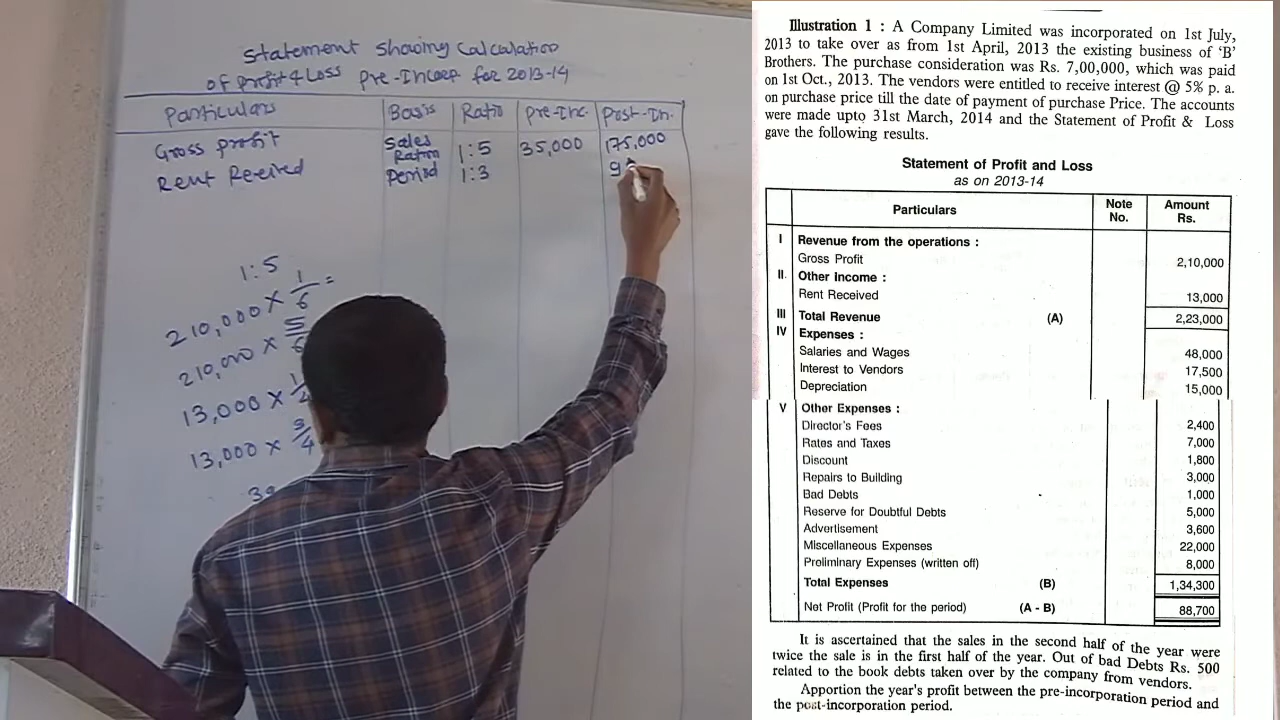 Statement Showing Calculation
of Profit & Loss Pre-Incorp for 2013-14
Particulars Basis Ratio Pre-Inc. Post-In.
Gross profit Sales Ration 1:5 35,000 175,000
Rent Received Period 1:3 9
1:5
210,000 × 1/6 =
210,000 × 5/6
13,000 × 1/4
13,000 × 3/4
39
Illustration 1 : A Company Limited was incorporated on 1st July,
2013 to take over as from 1st April, 2013 the existing business of ‘B’
Brothers. The purchase consideration was Rs. 7,00,000, which was paid
on 1st Oct., 2013. The vendors were entitled to receive interest @ 5% p. a.
on purchase price till the date of payment of purchase Price. The accounts
were made upto 31st March, 2014 and the Statement of Profit & Loss
gave the following results.
Statement of Profit and Loss
as on 2013-14
Particulars Note No. Amount Rs.
I Revenue from the operations :
Gross Profit 2,10,000
II. Other Income :
Rent Received 13,000
III Total Revenue (A) 2,23,000
IV Expenses :
Salaries and Wages 48,000
Interest to Vendors 17,500
Depreciation 15,000
V Other Expenses :
Director's Fees 2,400
Rates and Taxes 7,000
Discount 1,800
Repairs to Building 3,000
Bad Debts 1,000
Reserve for Doubtful Debts 5,000
Advertisement 3,600
Miscellaneous Expenses 22,000
Preliminary Expenses (written off) 8,000
Total Expenses (B) 1,34,300
Net Profit (Profit for the period) (A - B) 88,700
It is ascertained that the sales in the second half of the year were
twice the sale is in the first half of the year. Out of bad Debts Rs. 500
related to the book debts taken over by the company from vendors.
Apportion the year's profit between the pre-incorporation period and
the post-incorporation period.